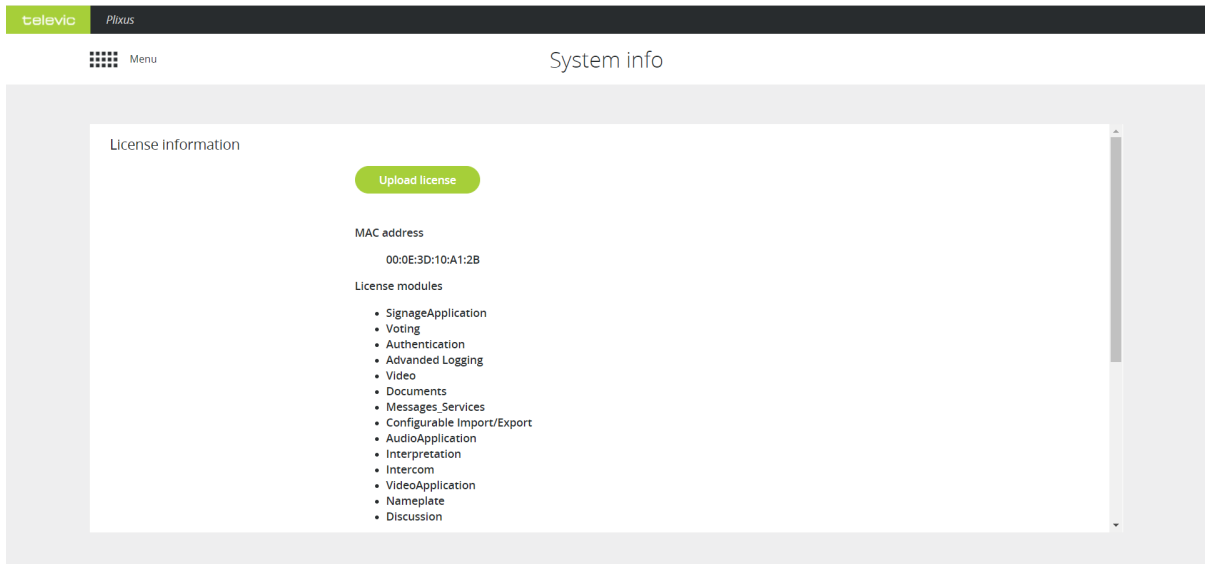 televic Plixus
Menu
System info
License information
Upload license
MAC address
00:0E:3D:10:A1:2B
License modules
• SignageApplication
• Voting
• Authentication
• Advanded Logging
• Video
• Documents
• Messages_Services
• Configurable Import/Export
• AudioApplication
• Interpretation
• Intercom
• VideoApplication
• Nameplate
• Discussion